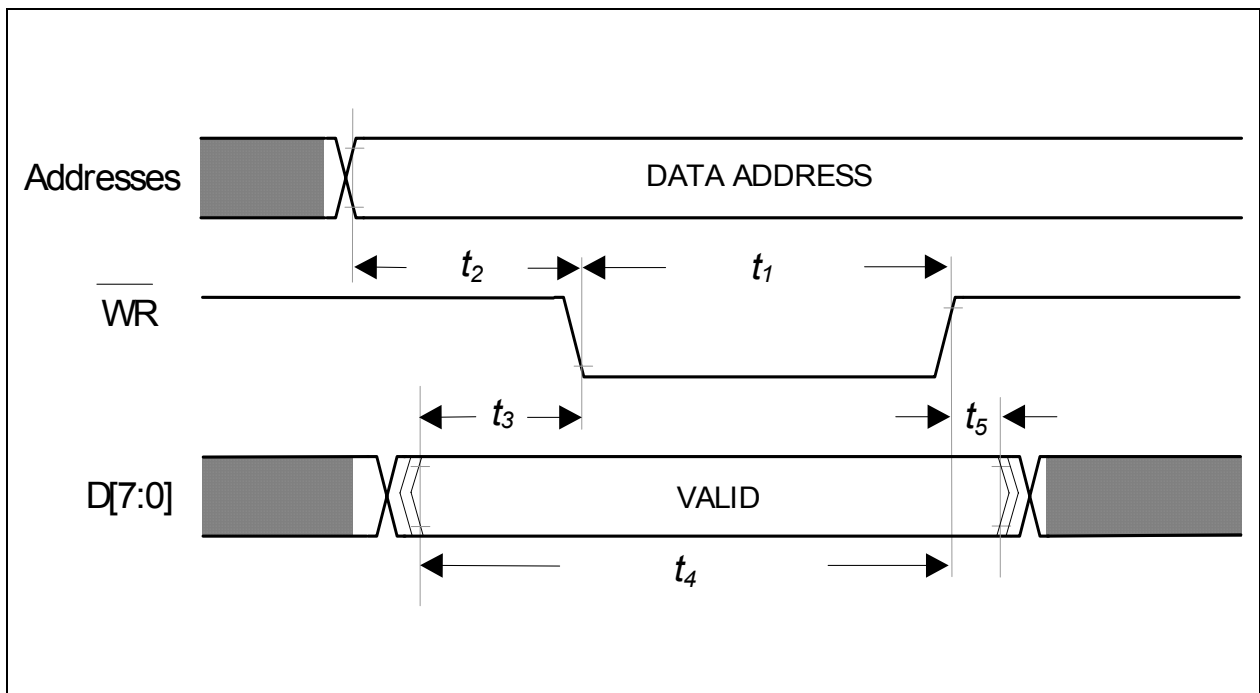 Addresses
DATA ADDRESS
t2
t1
WR
t3
t5
D[7:0]
VALID
t4